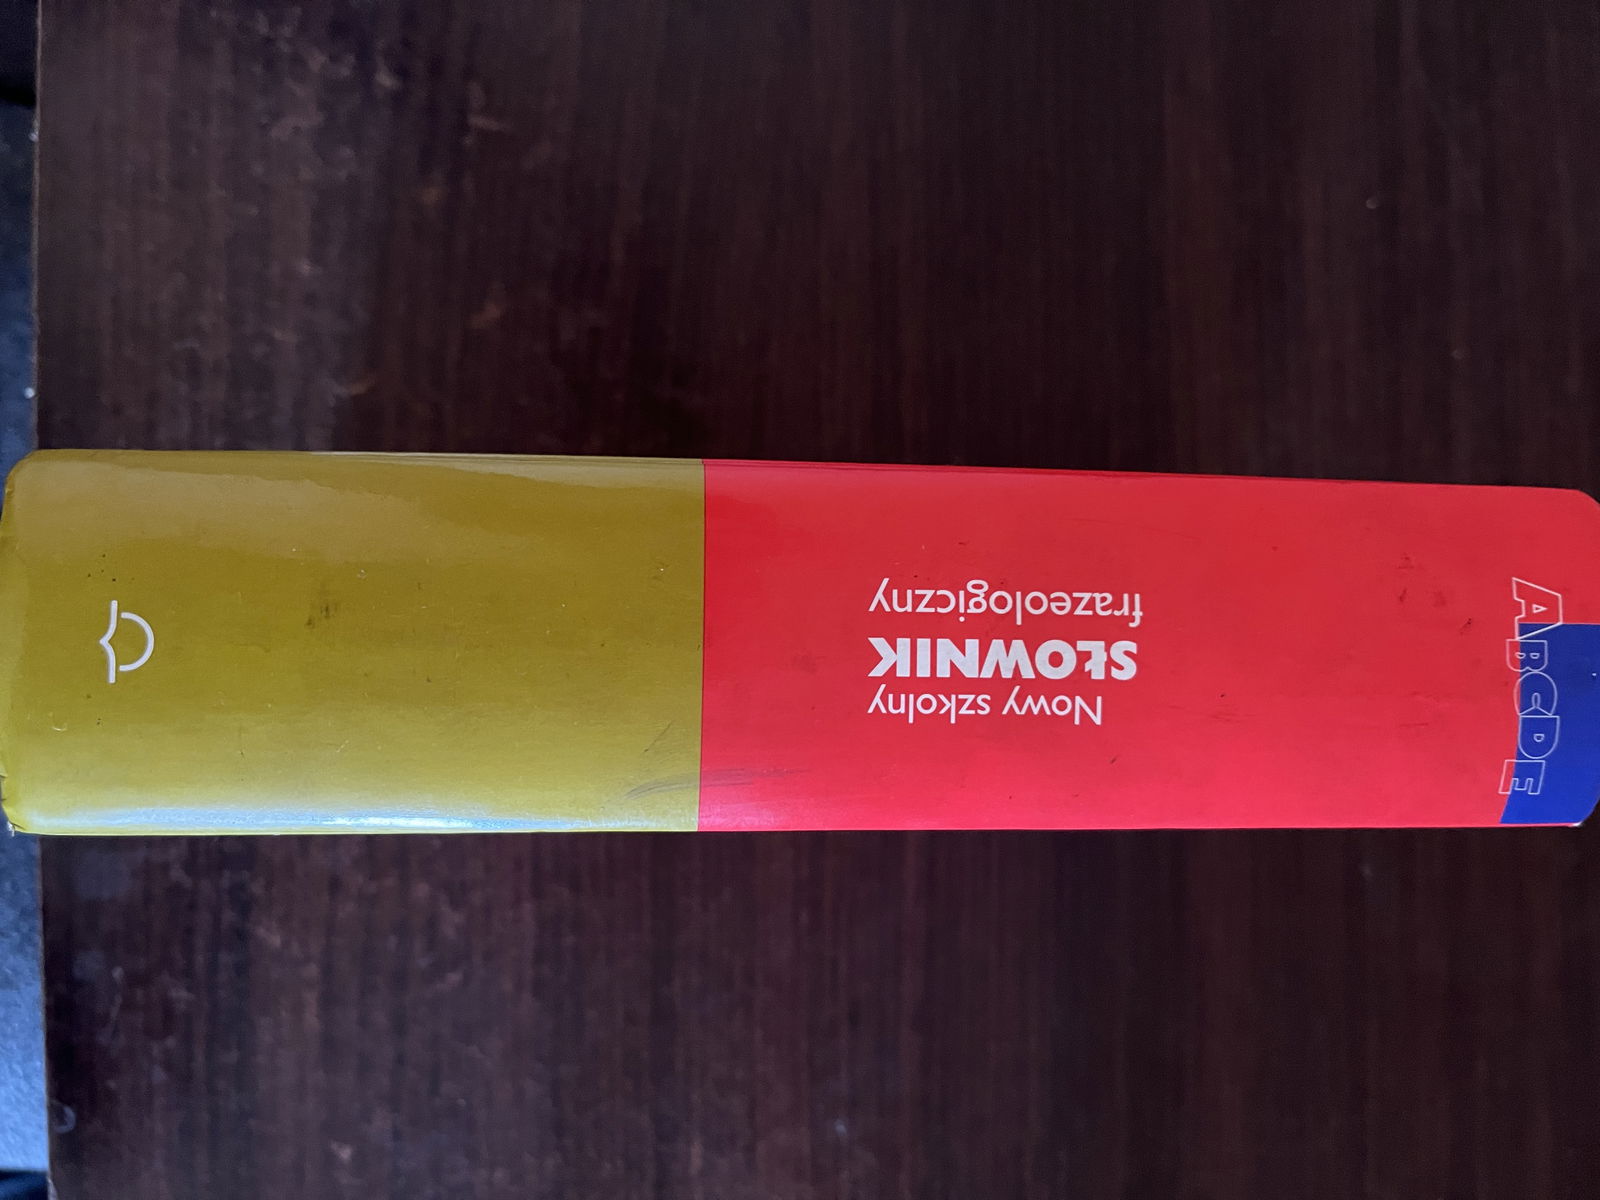 Nowy szkolny
SŁOWNIK
frazeologiczny
ABCDE